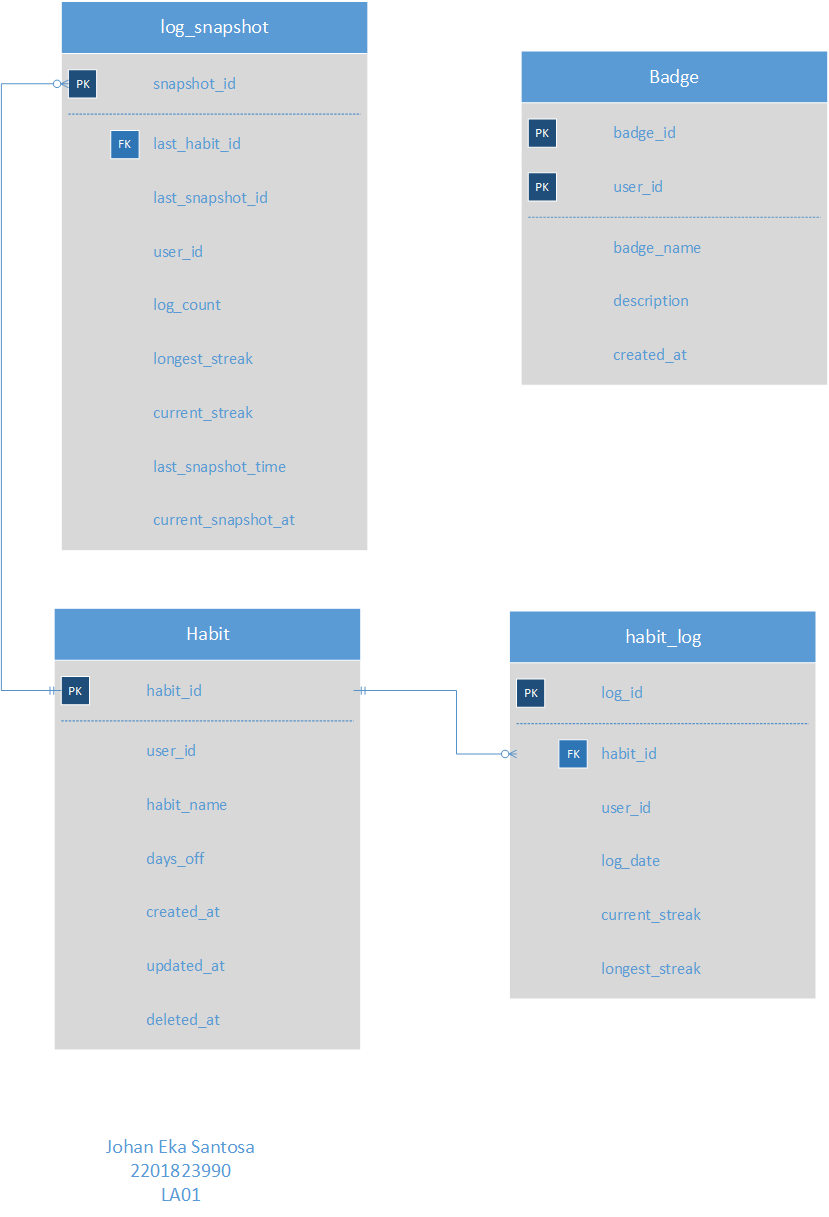 log_snapshot
PK snapshot_id
FK last_habit_id
last_snapshot_id
user_id
log_count
longest_streak
current_streak
last_snapshot_time
current_snapshot_at
Badge
PK badge_id
PK user_id
badge_name
description
created_at
Habit
PK habit_id
user_id
habit_name
days_off
created_at
updated_at
deleted_at
habit_log
PK log_id
FK habit_id
user_id
log_date
current_streak
longest_streak
Johan Eka Santosa
2201823990
LA01